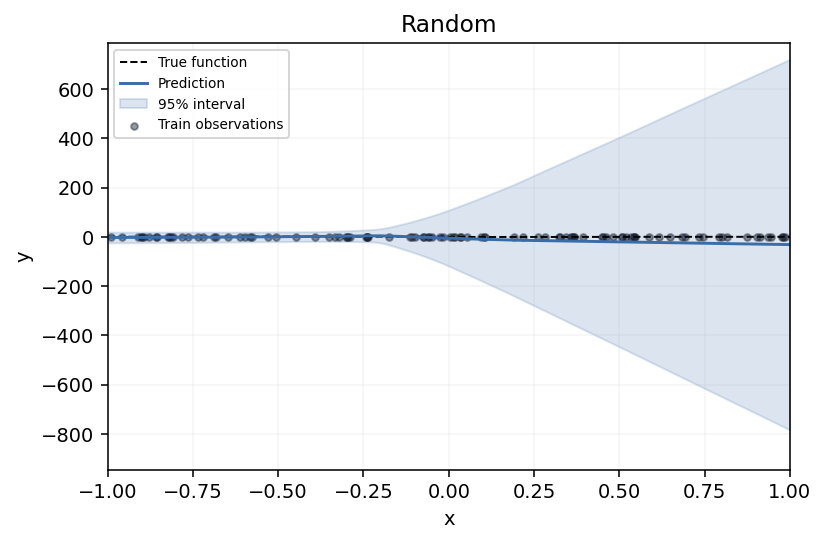 Random
True function
Prediction
95% interval
Train observations
600
400
200
0
−200
−400
−600
−800
y
−1.00 −0.75 −0.50 −0.25 0.00 0.25 0.50 0.75 1.00
x